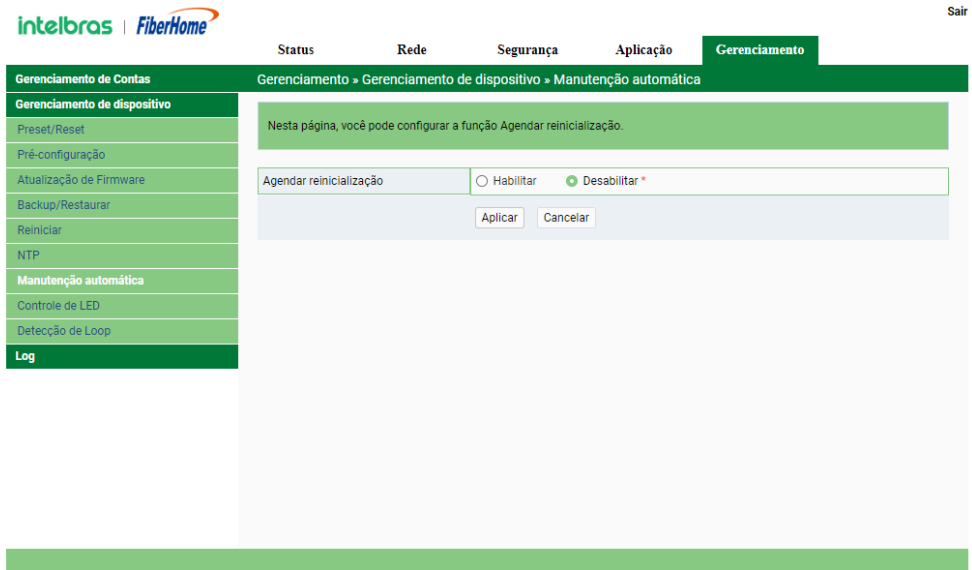 intelbras | FiberHome
Sair
Status Rede Segurança Aplicação Gerenciamento
Gerenciamento de Contas
Gerenciamento » Gerenciamento de dispositivo » Manutenção automática
Gerenciamento de dispositivo
Preset/Reset
Pré-configuração
Atualização de Firmware
Backup/Restaurar
Reiniciar
NTP
Manutenção automática
Controle de LED
Detecção de Loop
Log
Nesta página, você pode configurar a função Agendar reinicialização.
Agendar reinicialização Habilitar Desabilitar *
Aplicar Cancelar